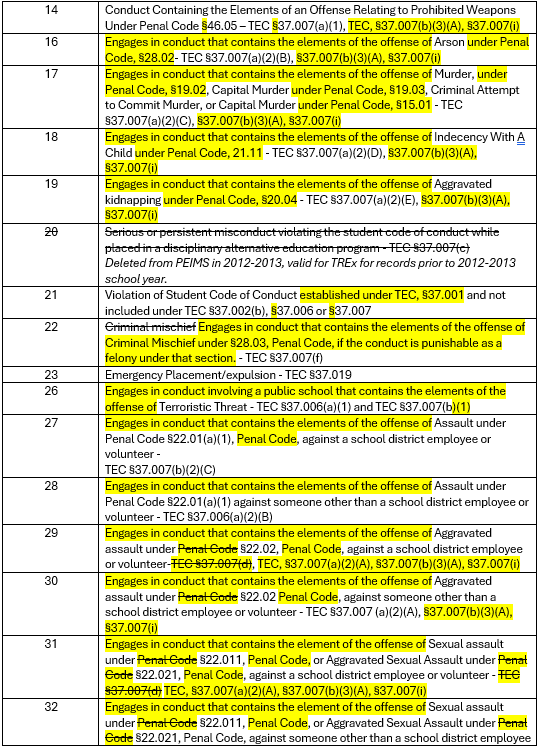 14 Conduct Containing the Elements of an Offense Relating to Prohibited Weapons
Under Penal Code §46.05 – TEC §37.007(a)(1), TEC, §37.007(b)(3)(A), §37.007(i)
16 Engages in conduct that contains the elements of the offense of Arson under Penal
Code, §28.02- TEC §37.007(a)(2)(B), §37.007(b)(3)(A), §37.007(i)
17 Engages in conduct that contains the elements of the offense of Murder, under
Penal Code, §19.02, Capital Murder under Penal Code, §19.03, Criminal Attempt
to Commit Murder, or Capital Murder under Penal Code, §15.01 - TEC
§37.007(a)(2)(C), §37.007(b)(3)(A), §37.007(i)
18 Engages in conduct that contains the elements of the offense of Indecency With A
Child under Penal Code, 21.11 - TEC §37.007(a)(2)(D), §37.007(b)(3)(A),
§37.007(i)
19 Engages in conduct that contains the elements of the offense of Aggravated
kidnapping under Penal Code, §20.04 - TEC §37.007(a)(2)(E), §37.007(b)(3)(A),
§37.007(i)
20 Serious or persistent misconduct violating the student code of conduct while
placed in a disciplinary alternative education program - TEC §37.007(c)
Deleted from PEIMS in 2012-2013, valid for TREx for records prior to 2012-2013
school year.
21 Violation of Student Code of Conduct established under TEC, §37.001 and not
included under TEC §37.002(b), §37.006 or §37.007
22 Criminal mischief Engages in conduct that contains the elements of the offense of
Criminal Mischief under §28.03, Penal Code, if the conduct is punishable as a
felony under that section. - TEC §37.007(f)
23 Emergency Placement/expulsion - TEC §37.019
26 Engages in conduct involving a public school that contains the elements of the
offense of Terroristic Threat - TEC §37.006(a)(1) and TEC §37.007(b)(1)
27 Engages in conduct that contains the elements of the offense of Assault under
Penal Code §22.01(a)(1), Penal Code, against a school district employee or
volunteer -
TEC §37.007(b)(2)(C)
28 Engages in conduct that contains the elements of the offense of Assault under
Penal Code §22.01(a)(1) against someone other than a school district employee or
volunteer - TEC §37.006(a)(2)(B)
29 Engages in conduct that contains the elements of the offense of Aggravated
assault under Penal Code §22.02, Penal Code, against a school district employee
or volunteer-TEC §37.007(d), TEC, §37.007(a)(2)(A), §37.007(b)(3)(A), §37.007(i)
30 Engages in conduct that contains the elements of the offense of Aggravated
assault under Penal Code §22.02 Penal Code, against someone other than a
school district employee or volunteer - TEC §37.007 (a)(2)(A), §37.007(b)(3)(A),
§37.007(i)
31 Engages in conduct that contains the element of the offense of Sexual assault
under Penal Code §22.011, Penal Code, or Aggravated Sexual Assault under Penal
Code §22.021, Penal Code, against a school district employee or volunteer - TEC
§37.007(d) TEC, §37.007(a)(2)(A), §37.007(b)(3)(A), §37.007(i)
32 Engages in conduct that contains the elements of the offense of Sexual
assault under Penal Code §22.011, Penal Code, or Aggravated Sexual Assault under Penal
Code §22.021, Penal Code, against someone other than a school district employee